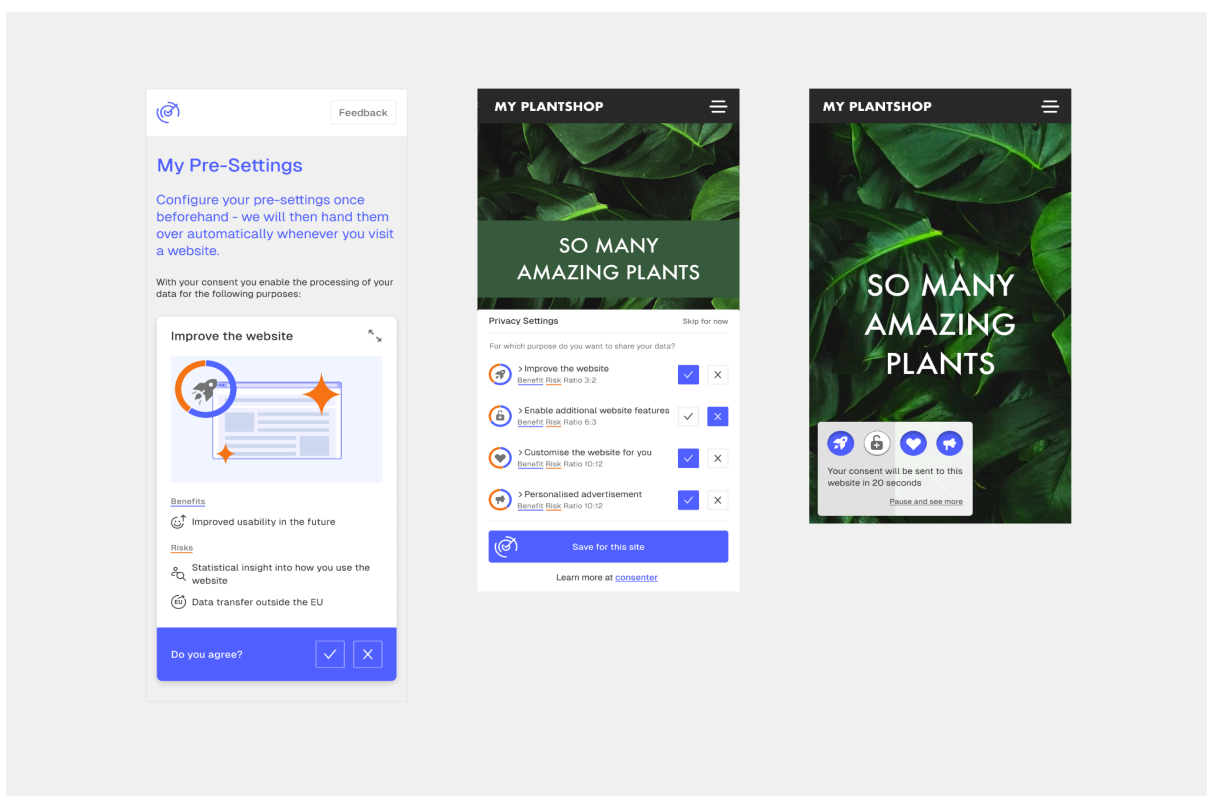 Feedback
My Pre-Settings
Configure your pre-settings once
beforehand - we will then hand them
over automatically whenever you visit
a website.
With your consent you enable the processing of your
data for the following purposes:
Improve the website
Benefits
Improved usability in the future
Risks
Statistical insight into how you use the
website
EU
Data transfer outside the EU
Do you agree?
MY PLANTSHOP
SO MANY
AMAZING PLANTS
Privacy Settings
Skip for now
For which purpose do you want to share your data?
> Improve the website
Benefit Risk Ratio 3:2
> Enable additional website features
Benefit Risk Ratio 6:3
> Customise the website for you
Benefit Risk Ratio 10:12
> Personalised advertisement
Benefit Risk Ratio 10:12
Save for this site
Learn more at consenter
MY PLANTSHOP
SO MANY
AMAZING
PLANTS
Your consent will be sent to this
website in 20 seconds
Pause and see more